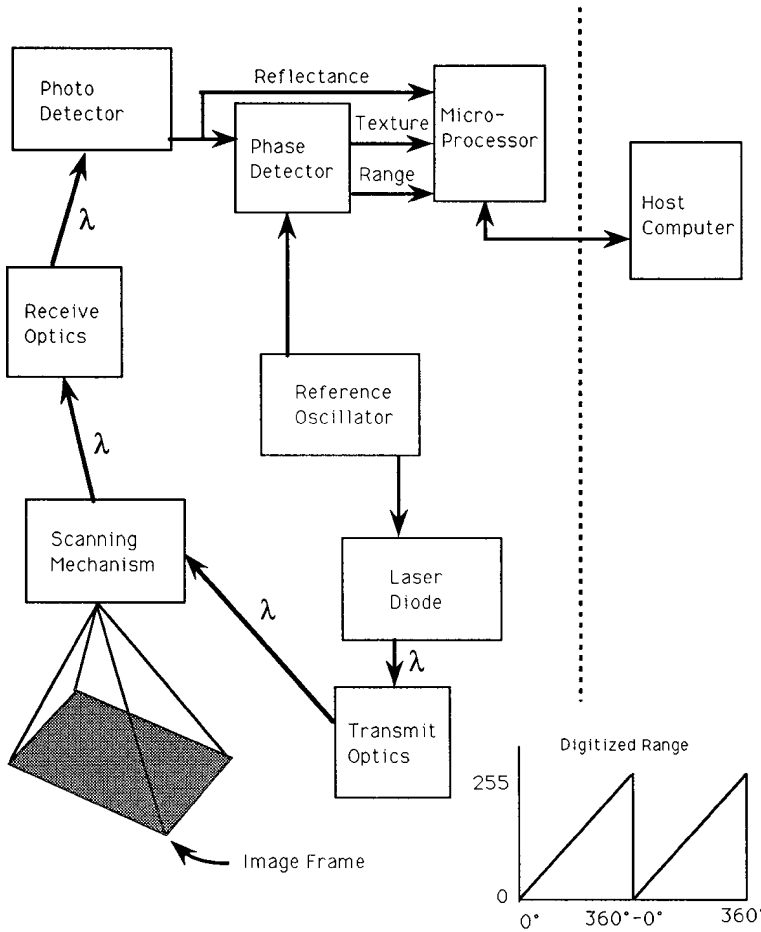 Photo
Detector
Reflectance
Phase
Detector
Texture
Range
Micro-
Processor
Host
Computer
λ
Receive
Optics
Reference
Oscillator
λ
Scanning
Mechanism
Laser
Diode
λ
λ
Transmit
Optics
Image Frame
Digitized Range
255
0
0° 360°-0° 360°